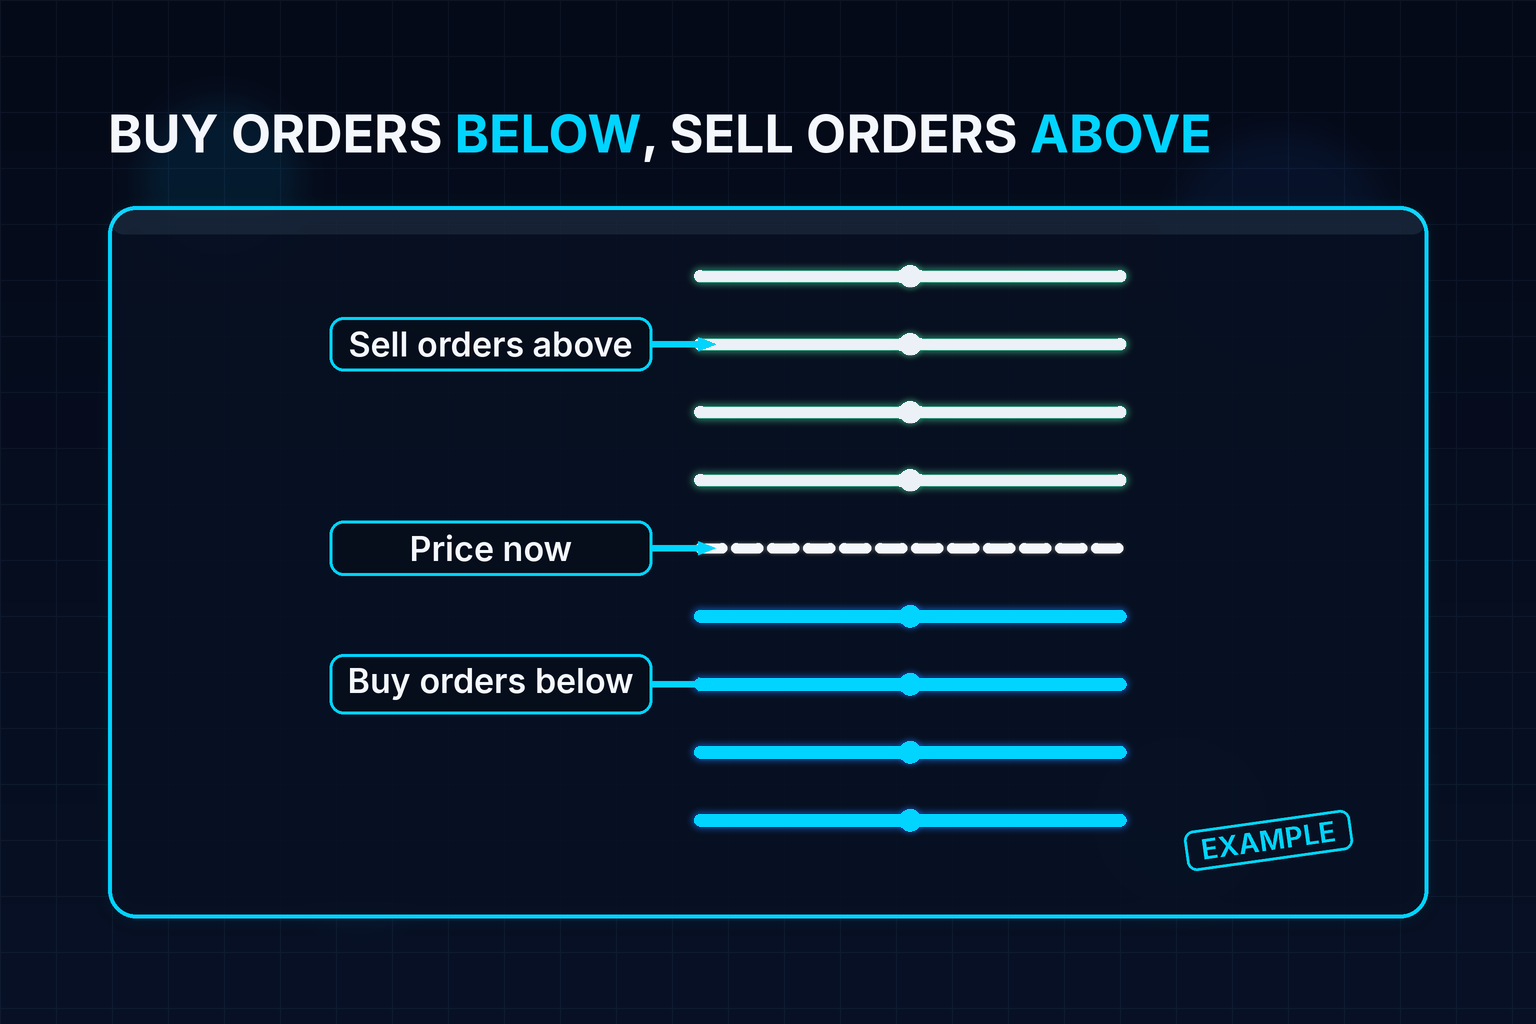 BUY ORDERS BELOW, SELL ORDERS ABOVE
Sell orders above
Price now
Buy orders below
EXAMPLE